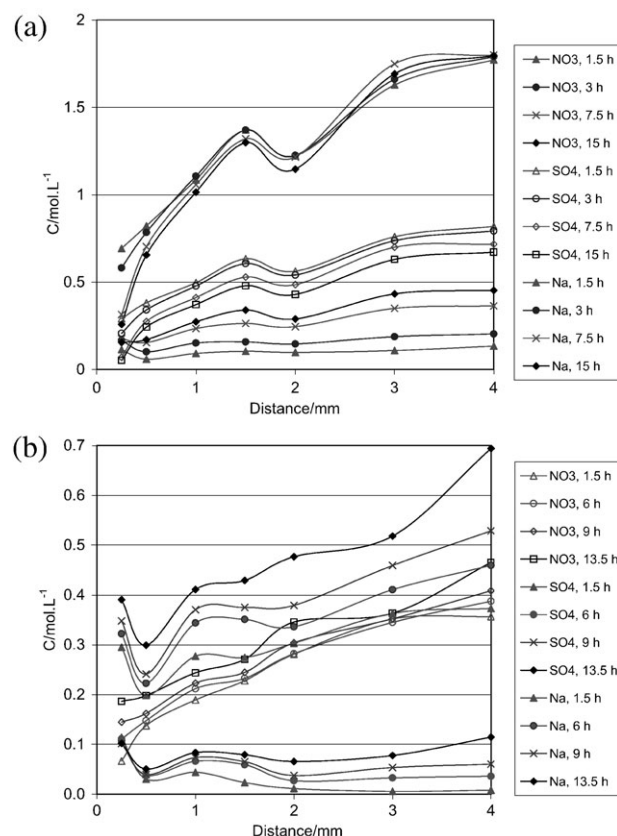 (a)
2
1.5
1
0.5
0
0 1 2 3 4
C/mol.L-1
Distance/mm
NO3, 1.5 h
NO3, 3 h
NO3, 7.5 h
NO3, 15 h
SO4, 1.5 h
SO4, 3 h
SO4, 7.5 h
SO4, 15 h
Na, 1.5 h
Na, 3 h
Na, 7.5 h
Na, 15 h
(b)
0.7
0.6
0.5
0.4
0.3
0.2
0.1
0.0
0 1 2 3 4
C/mol.L-1
Distance/mm
NO3, 1.5 h
NO3, 6 h
NO3, 9 h
NO3, 13.5 h
SO4, 1.5 h
SO4, 6 h
SO4, 9 h
SO4, 13.5 h
Na, 1.5 h
Na, 6 h
Na, 9 h
Na, 13.5 h